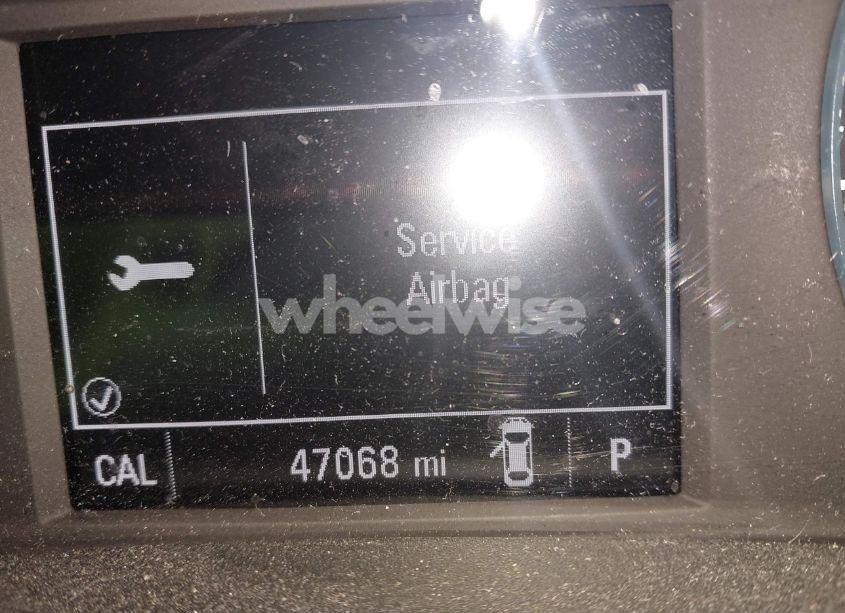 Service
Airbag
wheelwise
CAL 47068 mi P